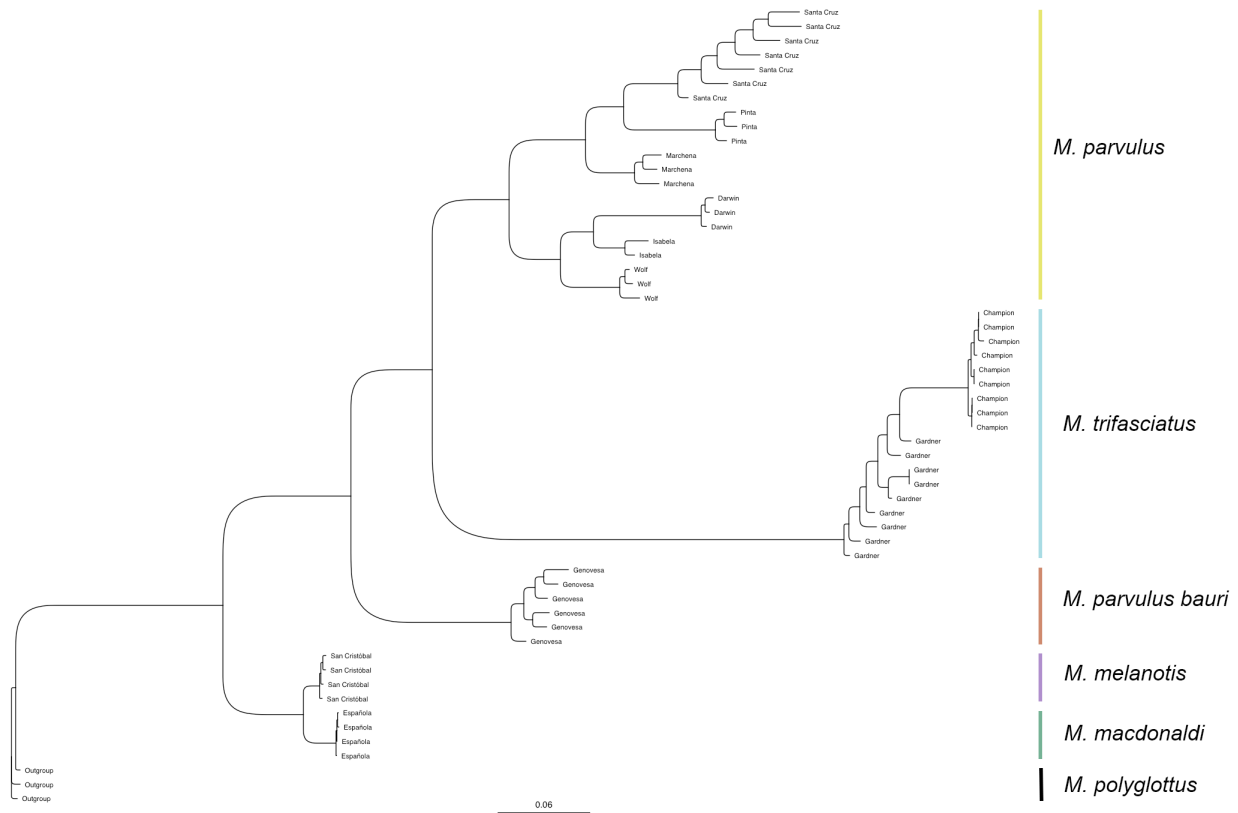 Santa Cruz
Santa Cruz
Santa Cruz
Santa Cruz
Santa Cruz
Santa Cruz
Santa Cruz
Pinta
Pinta
Pinta
M. parvulus
Marchena
Marchena
Marchena
Darwin
Darwin
Darwin
Isabela
Isabela
Wolf
Wolf
Wolf
Champion
Champion
Champion
Champion
Champion
Champion
Champion
Champion
M. trifasciatus
Champion
Gardner
Gardner
Gardner
Gardner
Gardner
Gardner
Gardner
Gardner
Gardner
Genovesa
Genovesa
Genovesa
M. parvulus bauri
Genovesa
Genovesa
Genovesa
San Cristóbal
San Cristóbal
M. melanotis
San Cristóbal
San Cristóbal
Española
Española
M. macdonaldi
Española
Española
Outgroup
Outgroup
M. polyglottus
Outgroup
0.06